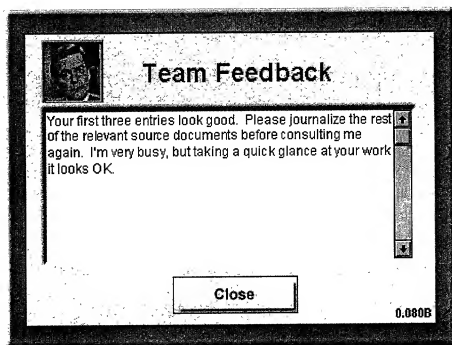 Team Feedback
Your first three entries look good. Please journalize the rest
of the relevant source documents before consulting me
again. I'm very busy, but taking a quick glance at your work
it looks OK.
Close
0.080B